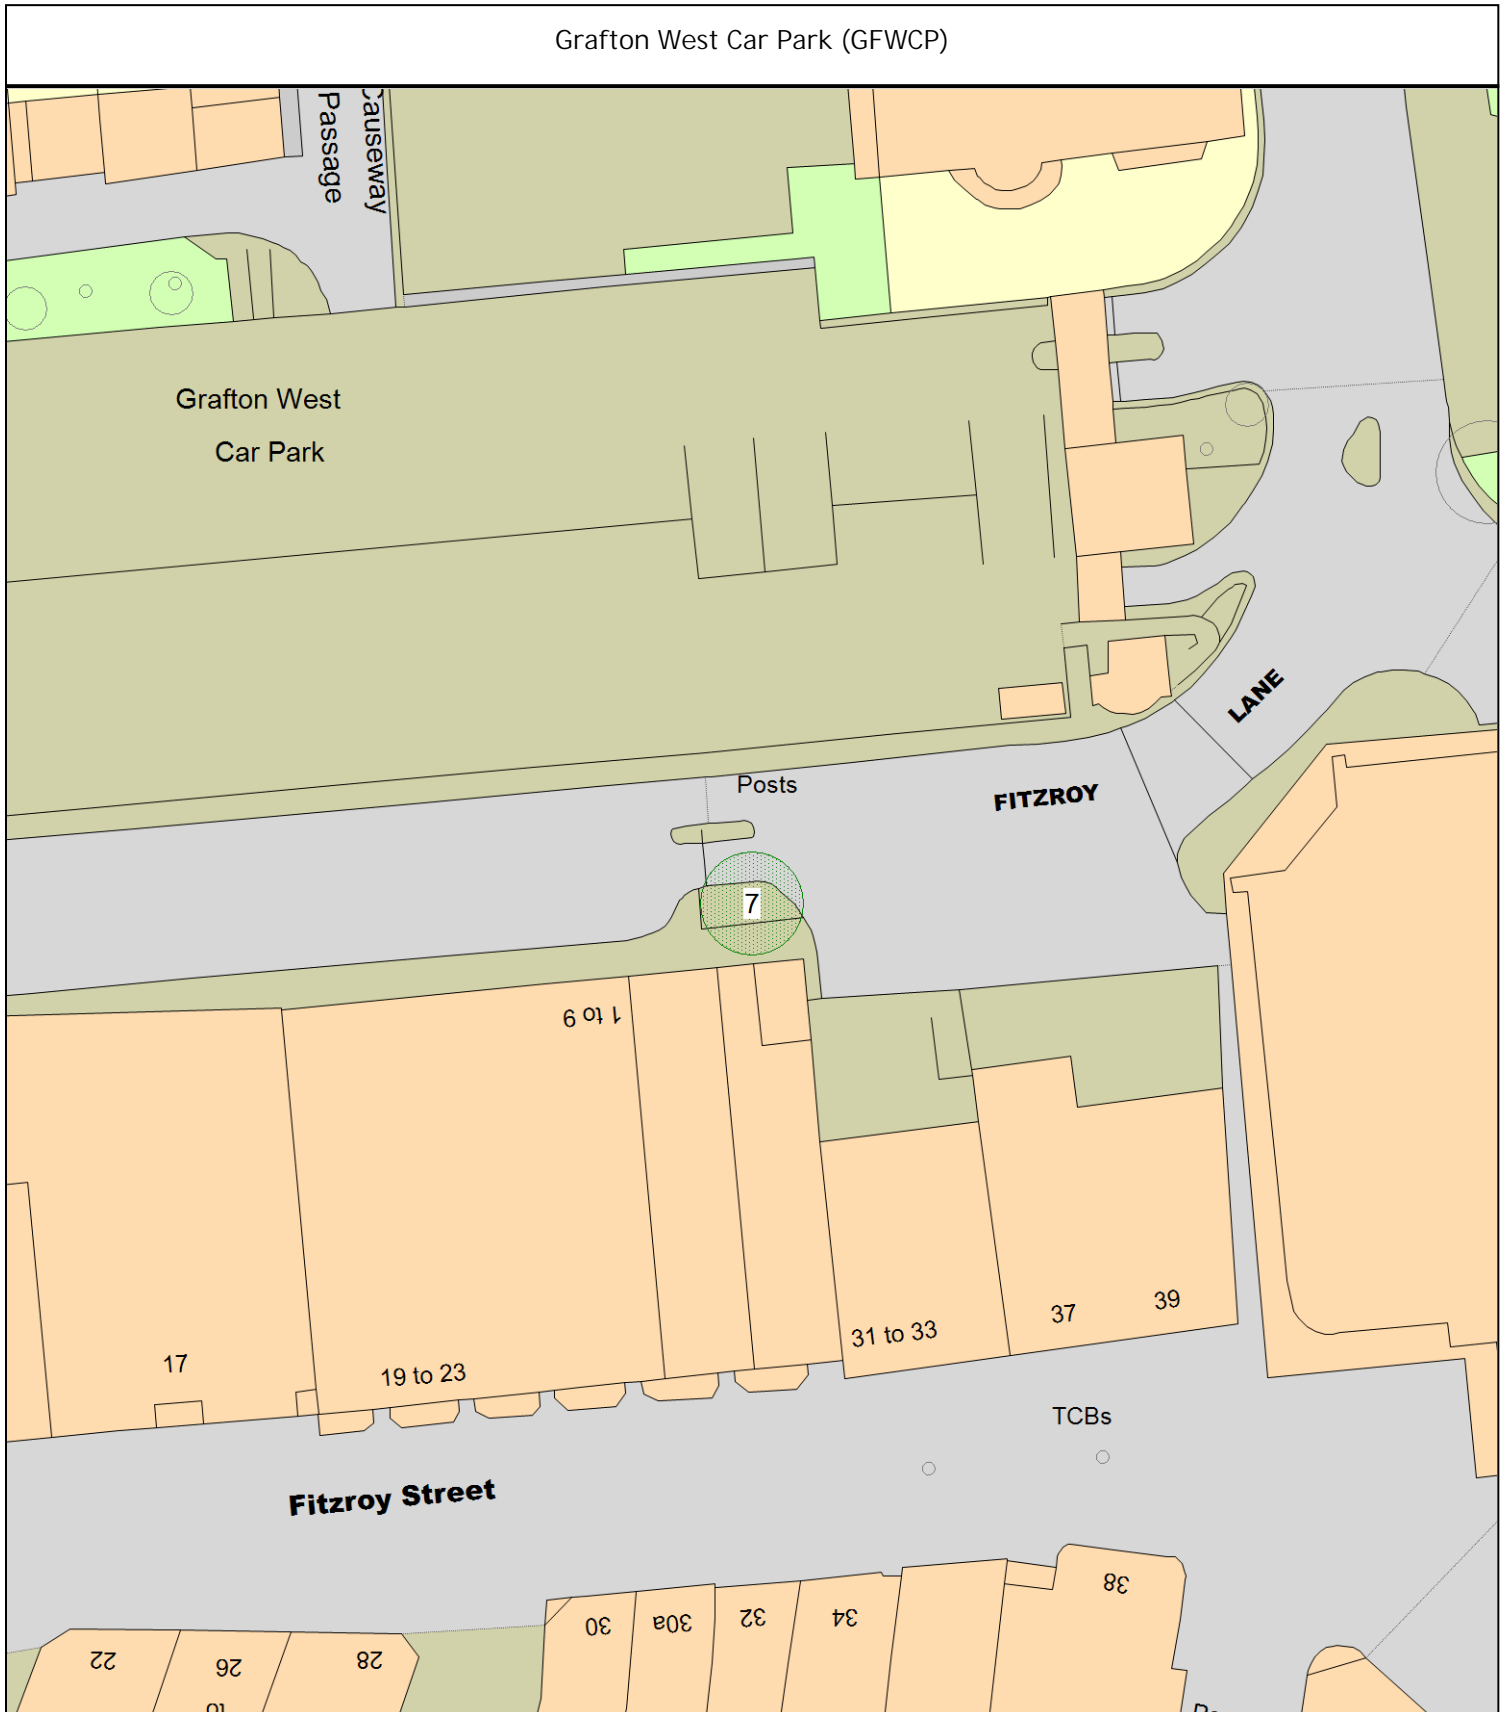 Grafton West Car Park (GFWCP)
Passage
Causeway
Grafton West
Car Park
LANE
Posts
FITZROY
7
1 to 9
17
19 to 23
31 to 33
37
39
TCBs
Fitzroy Street
38
30
30a
32
34
22
26
to
28